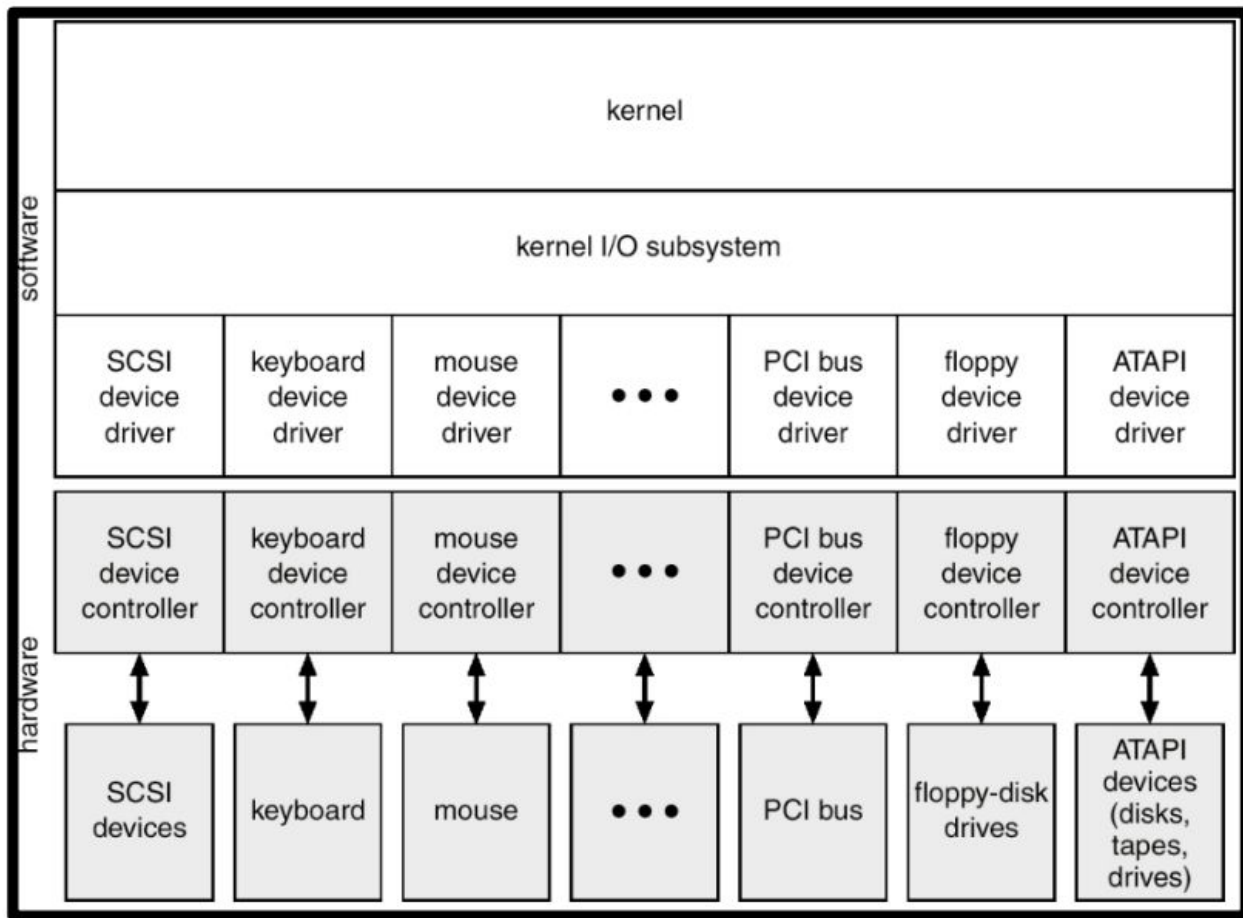 kernel
software
kernel I/O subsystem
SCSI
device
driver
keyboard
device
driver
mouse
device
driver
•••
PCI bus
device
driver
floppy
device
driver
ATAPI
device
driver
hardware
SCSI
device
controller
keyboard
device
controller
mouse
device
controller
•••
PCI bus
device
controller
floppy
device
controller
ATAPI
device
controller
SCSI
devices
keyboard
mouse
•••
PCI bus
floppy-disk
drives
ATAPI
devices
(disks,
tapes,
drives)